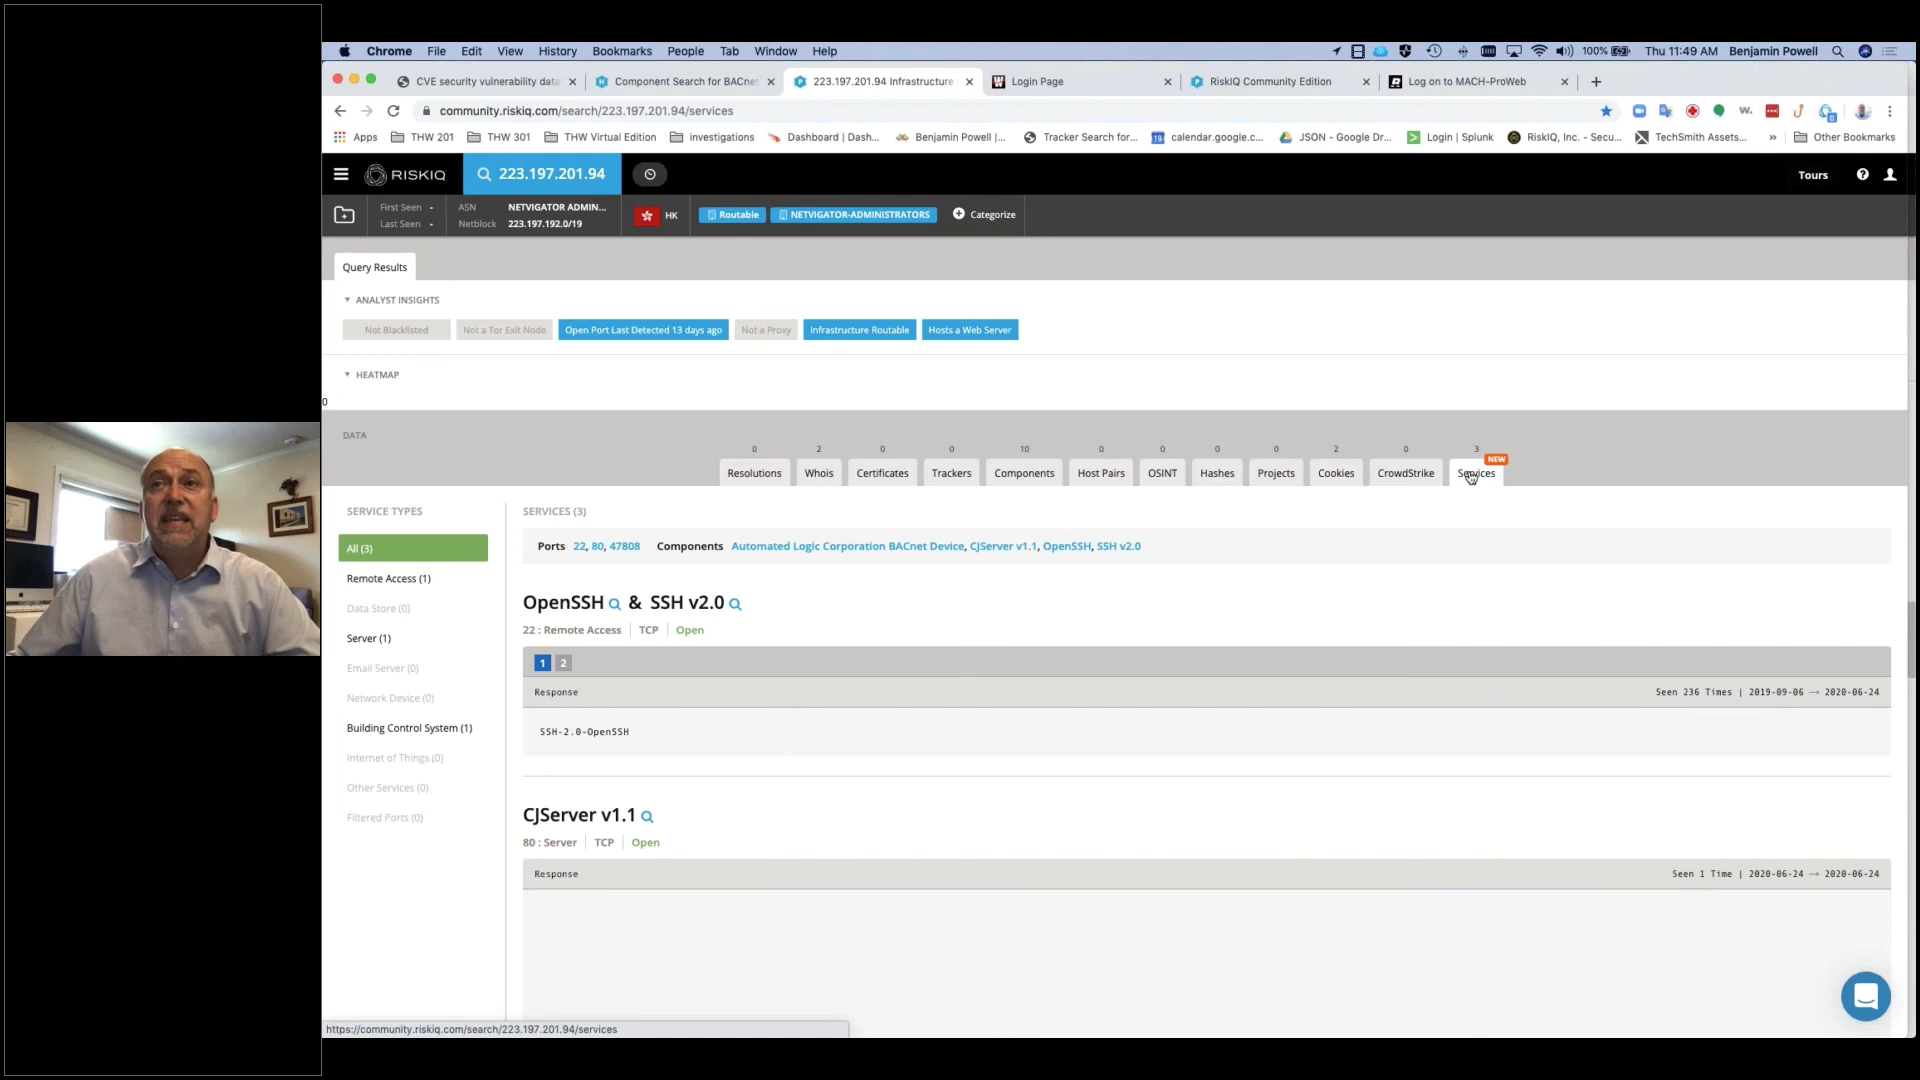 Chrome File Edit View History Bookmarks People Tab Window Help 100% Thu 11:49 AM Benjamin Powell
CVE security vulnerability data Component Search for BACnet 223.197.201.94 Infrastructure Login Page RiskIQ Community Edition Log on to MACH-ProWeb
community.riskiq.com/search/223.197.201.94/services
Apps THW 201 THW 301 THW Virtual Edition investigations Dashboard | Dash... Benjamin Powell |... Tracker Search for... calendar.google.c... JSON - Google Dr... Login | Splunk RiskIQ, Inc. - Secu... TechSmith Assets... » Other Bookmarks
RISKIQ 223.197.201.94 Tours
First Seen - ASN NETVIGATOR ADMIN... HK Routable NETVIGATOR-ADMINISTRATORS Categorize
Last Seen - Netblock 223.197.192.0/19
Query Results
ANALYST INSIGHTS
Not Blacklisted Not a Tor Exit Node Open Port Last Detected 13 days ago Not a Proxy Infrastructure Routable Hosts a Web Server
HEATMAP
0
DATA
0 2 0 0 10 0 0 0 0 2 0 3
NEW
Resolutions Whois Certificates Trackers Components Host Pairs OSINT Hashes Projects Cookies CrowdStrike Services
SERVICE TYPES
All (3)
Remote Access (1)
Data Store (0)
Server (1)
Email Server (0)
Network Device (0)
Building Control System (1)
Internet of Things (0)
Other Services (0)
Filtered Ports (0)
SERVICES (3)
Ports 22, 80, 47808 Components Automated Logic Corporation BACnet Device, CJServer v1.1, OpenSSH, SSH v2.0
OpenSSH & SSH v2.0
22 : Remote Access TCP Open
1 2
Response Seen 236 Times | 2019-09-06 → 2020-06-24
SSH-2.0-OpenSSH
CJServer v1.1
80 : Server TCP Open
Response Seen 1 Time | 2020-06-24 → 2020-06-24
https://community.riskiq.com/search/223.197.201.94/services